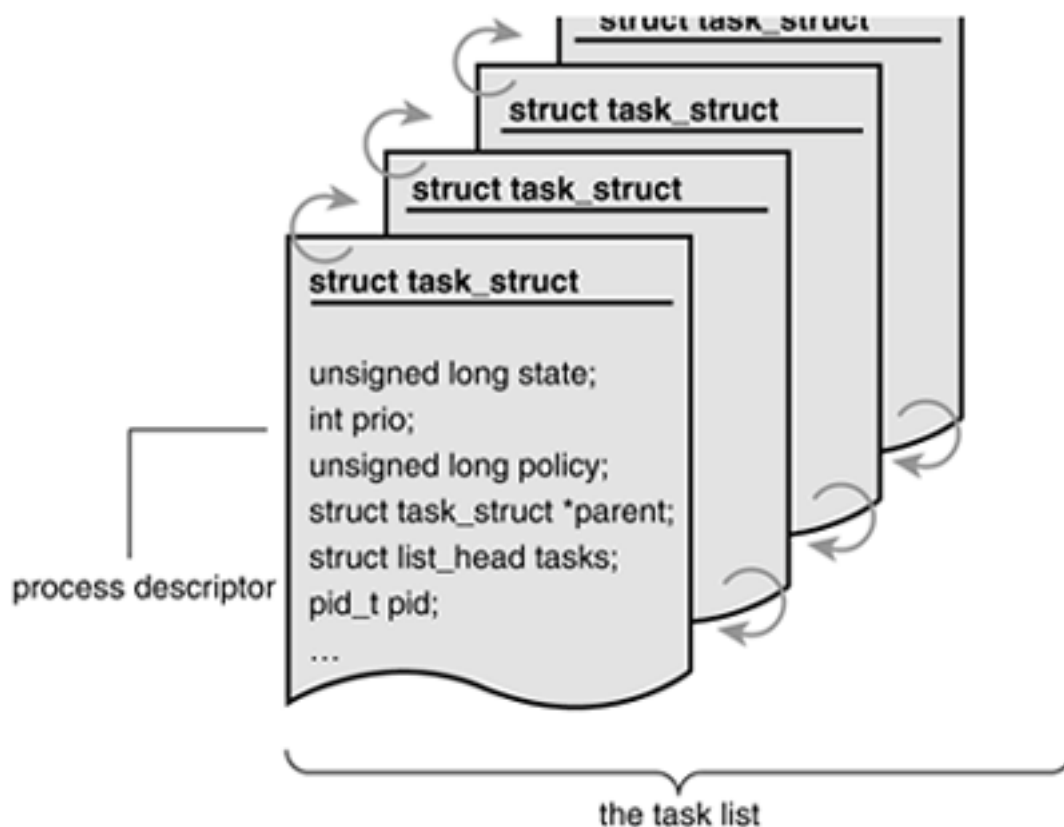 struct task_struct
struct task_struct
struct task_struct
struct task_struct
unsigned long state;
int prio;
unsigned long policy;
struct task_struct *parent;
struct list_head tasks;
pid_t pid;
...
process descriptor
the task list